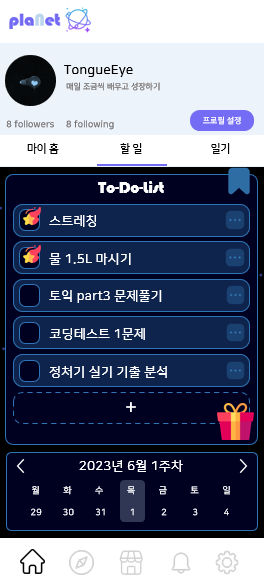 plaNet
TongueEye
매일 조금씩 배우고 성장하기
8 followers 8 following
프로필 설정
마이 홈 할 일 일기
To-Do-list
스트레칭
물 1.5L 마시기
토익 part3 문제풀기
코딩테스트 1문제
정처기 실기 기출 분석
+
2023년 6월 1주차
월 화 수 목 금 토 일
29 30 31 1 2 3 4